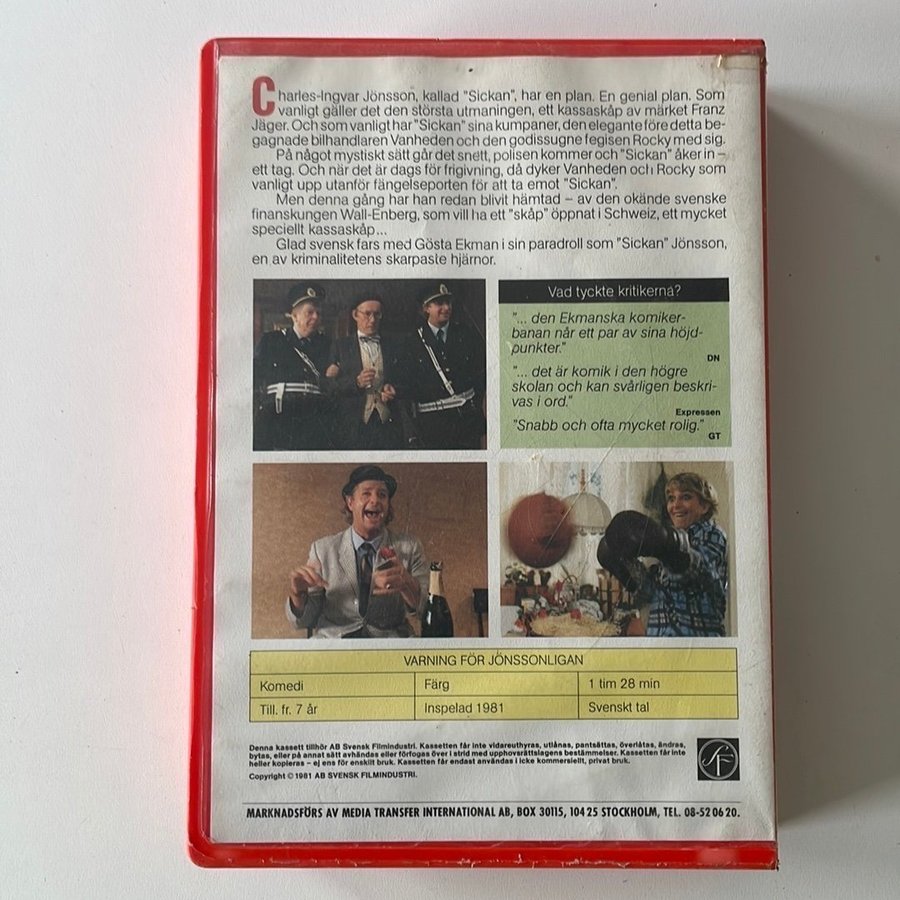 Charles-Ingvar Jönsson, kallad "Sickan", har en plan. En genial plan. Som
vanligt gäller det den största utmaningen, ett kassaskåp av märket Franz
Jäger. Och som vanligt har "Sickan" sina kumpaner, den elegante före detta be-
gagnade bilhandlaren Vanheden och den godissugne fegisen Rocky med sig.
På något mystiskt sätt går det snett, polisen kommer och "Sickan" åker in –
ett tag. Och när det är dags för frigivning, då dyker Vanheden och Rocky som
vanligt upp utanför fängelseporten för att ta emot "Sickan".
Men denna gång har han redan blivit hämtad – av den okände svenske
finanskungen Wall-Enberg, som vill ha ett "skåp" öppnat i Schweiz, ett mycket
speciellt kassaskåp...
Glad svensk fars med Gösta Ekman i sin paradroll som "Sickan" Jönsson,
en av kriminalitetens skarpaste hjärnor.
Vad tyckte kritikerna?
"... den Ekmanska komiker-
banan når ett par av sina höjd-
punkter."
DN
"... det är komik i den högre
skolan och kan svårligen beskri-
vas i ord."
Expressen
"Snabb och ofta mycket rolig."
GT
VARNING FÖR JÖNSSONLIGAN
Komedi Färg 1 tim 28 min
Till. fr. 7 år Inspelad 1981 Svenskt tal
Denna kassett tillhör AB Svensk Filmindustri. Kassetten får inte vidareuthyras, utlånas, pantsättas, överlåtas, ändras,
bytas, eller på annat sätt avhändas eller förfogas över i strid med upphovsrättslagens bestämmelser. Kassetten får inte
heller kopieras – ej ens för enskilt bruk. Kassetten får endast användas i icke kommersiellt, privat bruk.
Copyright © 1981 AB SVENSK FILMINDUSTRI.
SF
MARKNADSFÖRS AV MEDIA TRANSFER INTERNATIONAL AB, BOX 30115, 104 25 STOCKHOLM, TEL. 08-52 06 20.